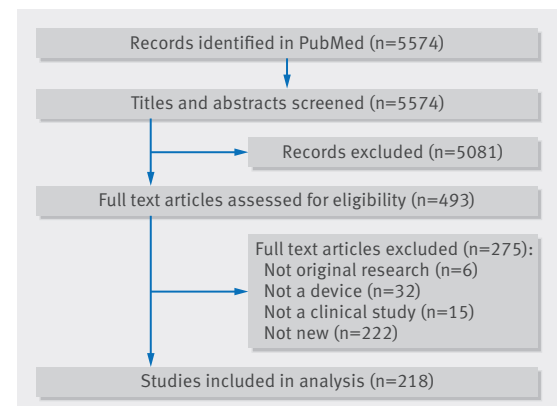 Records identified in PubMed (n=5574)
Titles and abstracts screened (n=5574)
Records excluded (n=5081)
Full text articles assessed for eligibility (n=493)
Full text articles excluded (n=275):
Not original research (n=6)
Not a device (n=32)
Not a clinical study (n=15)
Not new (n=222)
Studies included in analysis (n=218)